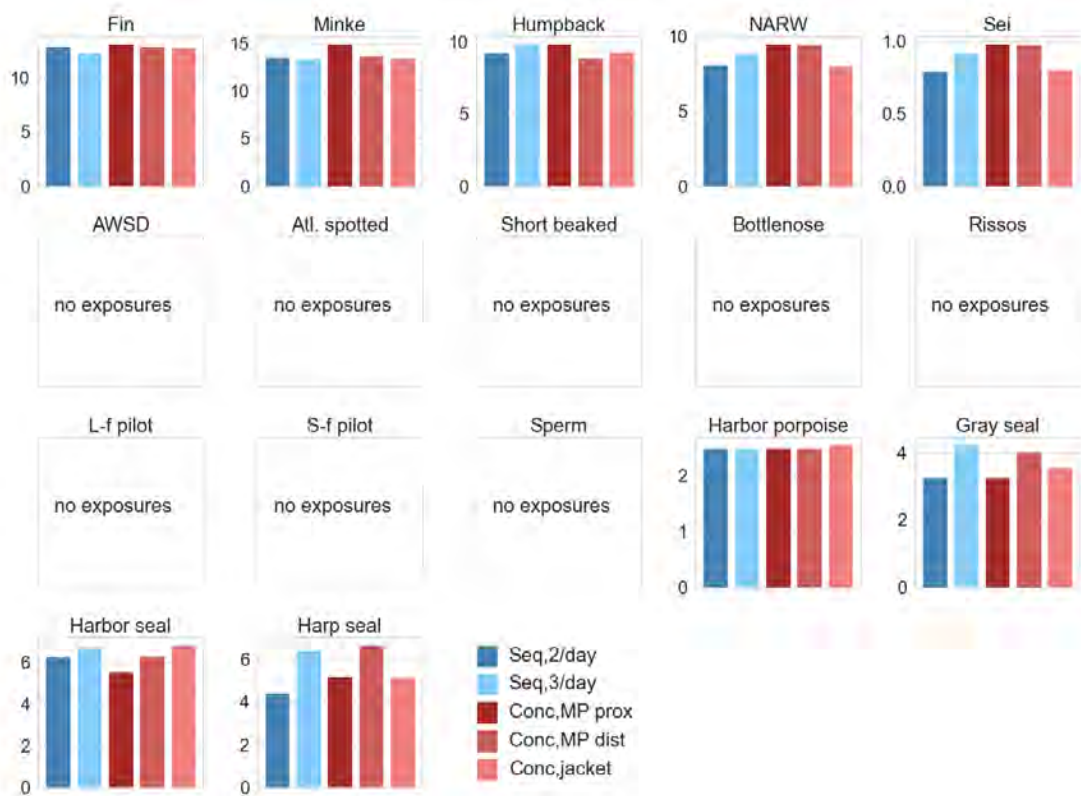 Fin Minke Humpback NARW Sei
10 15 10 10 1.0
5 10 5 5 0.5
0 5 0 0 0.0
0
AWSD Atl. spotted Short beaked Bottlenose Rissos
no exposures no exposures no exposures no exposures no exposures
L-f pilot S-f pilot Sperm Harbor porpoise Gray seal
no exposures no exposures no exposures
2 4
1 2
0 0
Harbor seal Harp seal
6 6
4 4
2 2
0 0
Seq,2/day
Seq,3/day
Conc,MP prox
Conc,MP dist
Conc,jacket